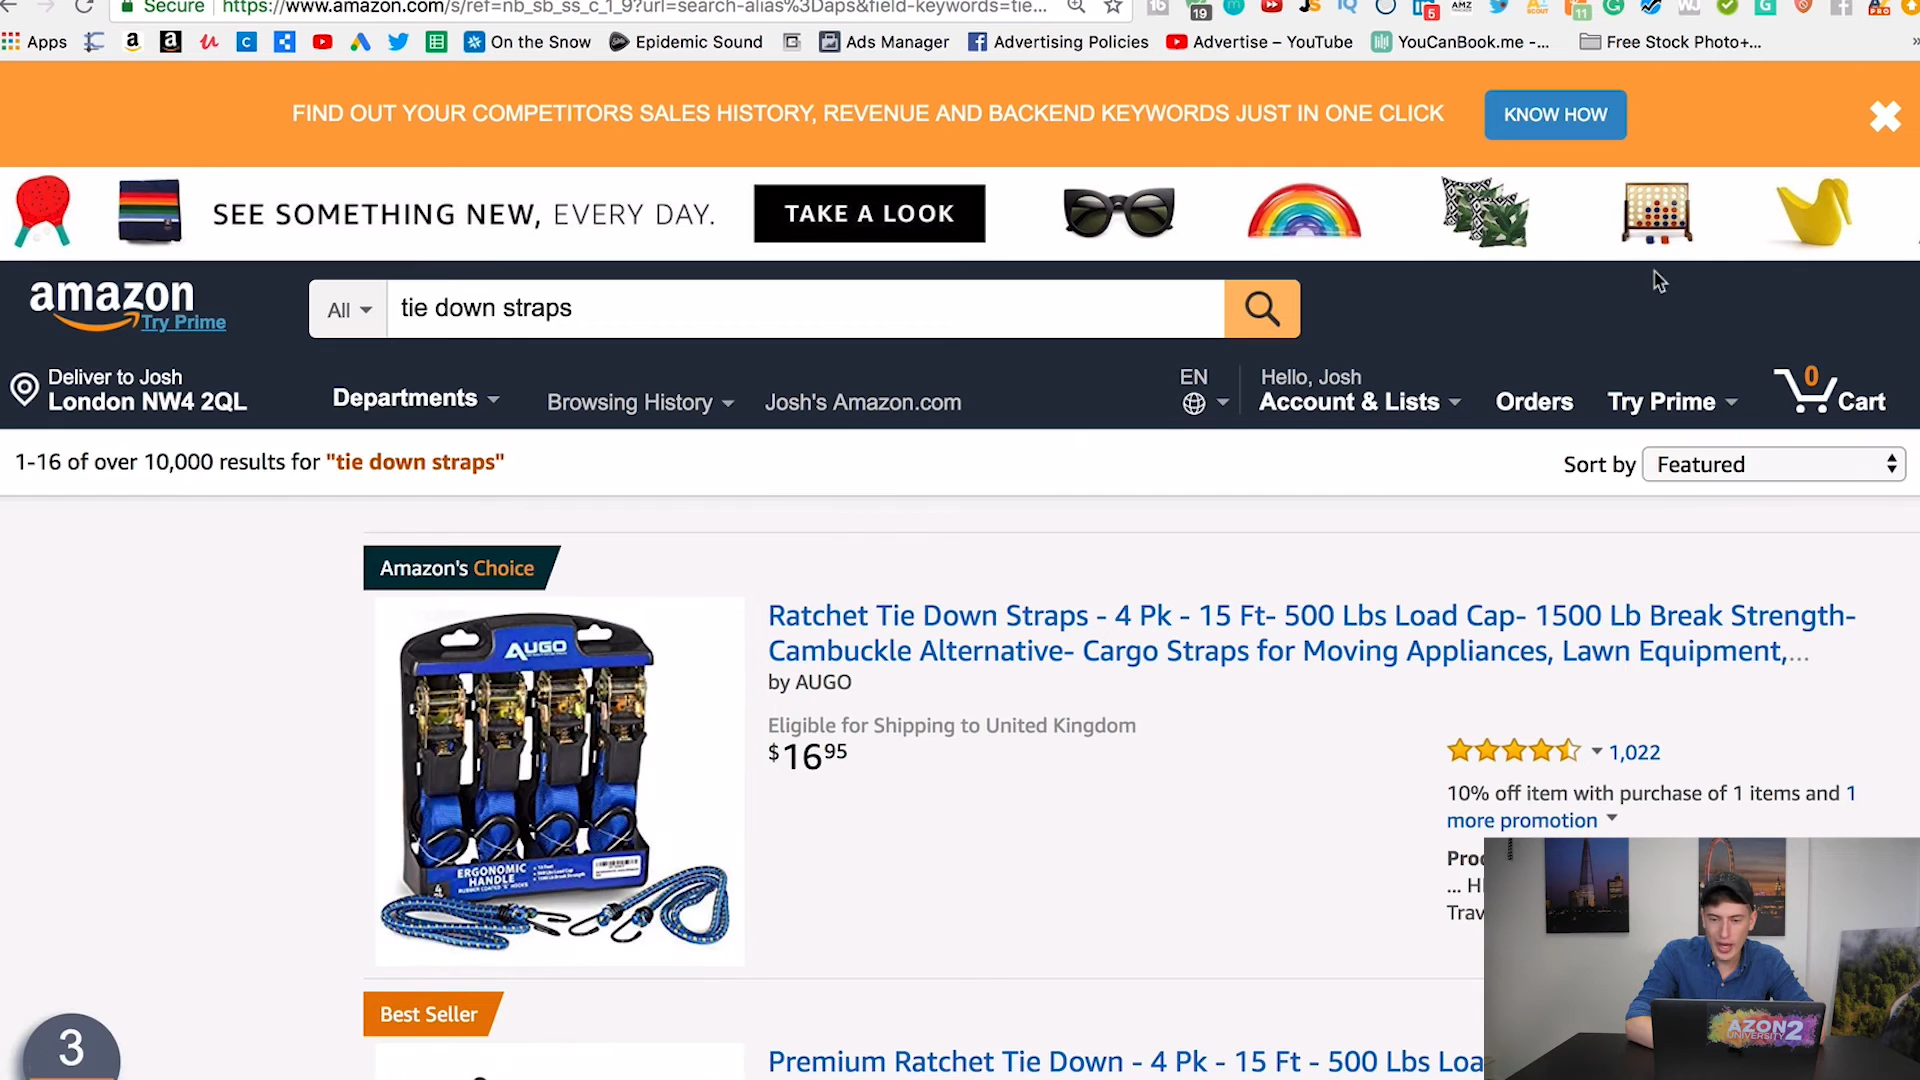 Secure https://www.amazon.com/s/ref=nb_sb_ss_c_1_9?url=search-alias%3Daps&field-keywords=tie...
Apps On the Snow Epidemic Sound Ads Manager Advertising Policies Advertise – YouTube YouCanBook.me -... Free Stock Photo+...
FIND OUT YOUR COMPETITORS SALES HISTORY, REVENUE AND BACKEND KEYWORDS JUST IN ONE CLICK KNOW HOW
SEE SOMETHING NEW, EVERY DAY. TAKE A LOOK
amazon
Try Prime
All tie down straps
Deliver to Josh
London NW4 2QL
Departments Browsing History Josh's Amazon.com
EN
Hello, Josh
Account & Lists Orders Try Prime 0 Cart
1-16 of over 10,000 results for "tie down straps"
Sort by Featured
Amazon's Choice
AUGO
ERGONOMIC
HANDLE
Ratchet Tie Down Straps - 4 Pk - 15 Ft- 500 Lbs Load Cap- 1500 Lb Break Strength-
Cambuckle Alternative- Cargo Straps for Moving Appliances, Lawn Equipment,...
by AUGO
Eligible for Shipping to United Kingdom
$16 95
1,022
10% off item with purchase of 1 items and 1
more promotion
Best Seller
Premium Ratchet Tie Down - 4 Pk - 15 Ft - 500 Lbs Loa
3
AZON2
UNIVERSITY